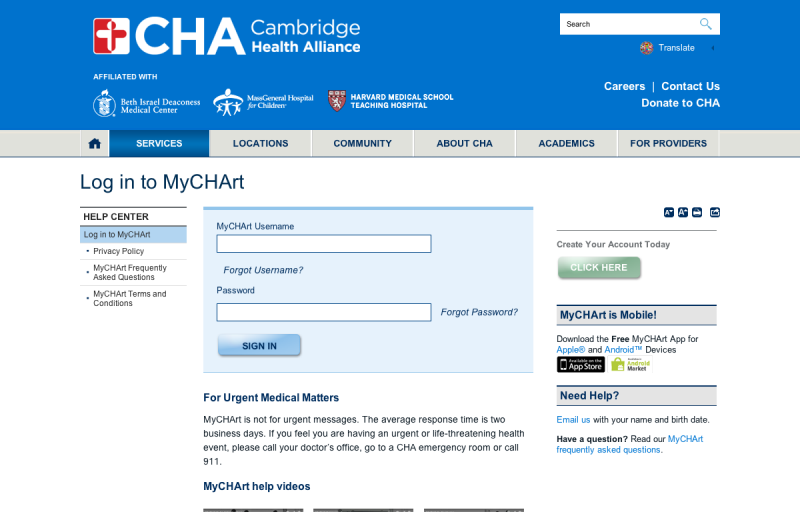 CHA Cambridge
Health Alliance
Search
Translate
AFFILIATED WITH
Beth Israel Deaconess
Medical Center
MassGeneral Hospital
for Children
HARVARD MEDICAL SCHOOL
TEACHING HOSPITAL
Careers | Contact Us
Donate to CHA
SERVICES LOCATIONS COMMUNITY ABOUT CHA ACADEMICS FOR PROVIDERS
Log in to MyCHArt
HELP CENTER
Log in to MyCHArt
• Privacy Policy
• MyCHArt Frequently
Asked Questions
• MyCHArt Terms and
Conditions
MyCHArt Username
Forgot Username?
Password
Forgot Password?
SIGN IN
For Urgent Medical Matters
MyCHArt is not for urgent messages. The average response time is two
business days. If you feel you are having an urgent or life-threatening health
event, please call your doctor's office, go to a CHA emergency room or call
911.
MyCHArt help videos
Create Your Account Today
CLICK HERE
MyCHArt is Mobile!
Download the Free MyCHArt App for
Apple® and Android™ Devices
Available on the
App Store
Android
Market
Need Help?
Email us with your name and birth date.
Have a question? Read our MyCHArt
frequently asked questions.